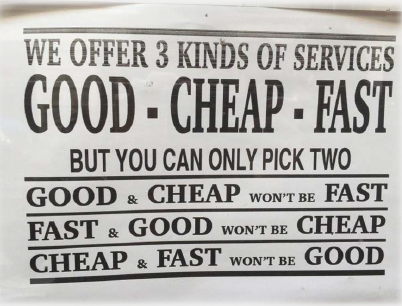 WE OFFER 3 KINDS OF SERVICES
GOOD - CHEAP - FAST
BUT YOU CAN ONLY PICK TWO
GOOD & CHEAP WON'T BE FAST
FAST & GOOD WON'T BE CHEAP
CHEAP & FAST WON'T BE GOOD